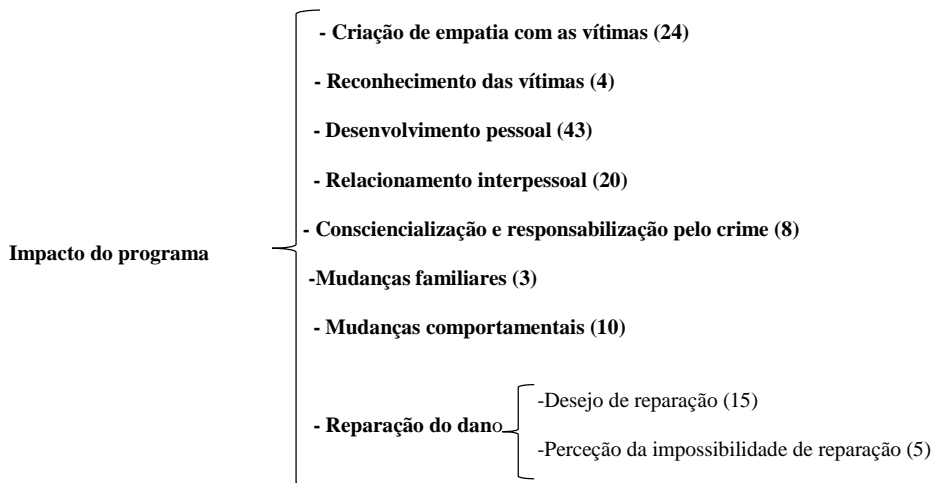 - Criação de empatia com as vítimas (24)
- Reconhecimento das vítimas (4)
- Desenvolvimento pessoal (43)
- Relacionamento interpessoal (20)
- Consciencialização e responsabilização pelo crime (8)
Impacto do programa
-Mudanças familiares (3)
- Mudanças comportamentais (10)
-Desejo de reparação (15)
- Reparação do dano
-Perceção da impossibilidade de reparação (5)